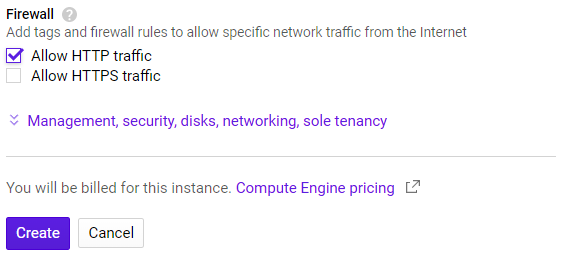 Firewall ?
Add tags and firewall rules to allow specific network traffic from the Internet
Allow HTTP traffic
Allow HTTPS traffic
Management, security, disks, networking, sole tenancy
You will be billed for this instance. Compute Engine pricing
Create Cancel